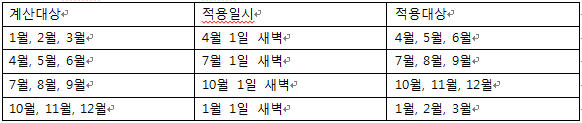 계산대상 적용일시 적용대상
1월, 2월, 3월 4월 1일 새벽 4월, 5월, 6월
4월, 5월, 6월 7월 1일 새벽 7월, 8월, 9월
7월, 8월, 9월 10월 1일 새벽 10월, 11월, 12월
10월, 11월, 12월 1월 1일 새벽 1월, 2월, 3월